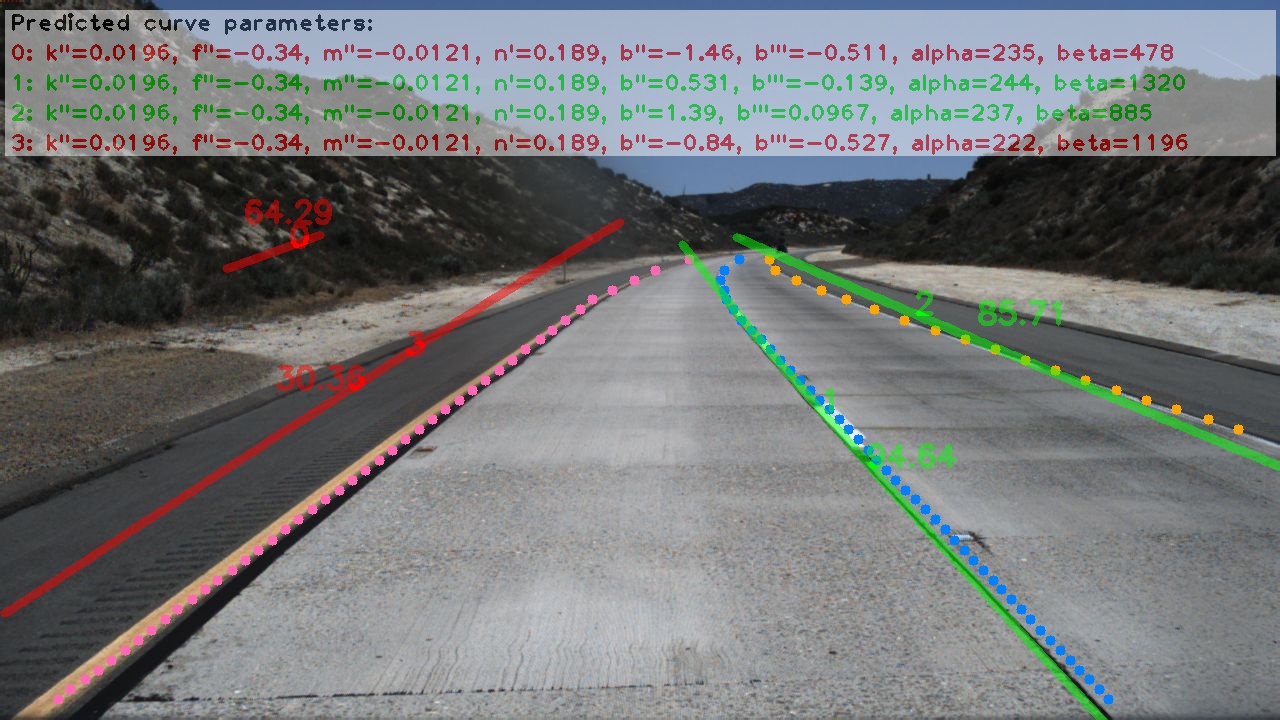 Predicted curve parameters:
0: k''=0.0196, f''=-0.34, m''=-0.0121, n'=0.189, b''=-1.46, b'''=-0.511, alpha=235, beta=478
1: k''=0.0196, f''=-0.34, m''=-0.0121, n'=0.189, b''=0.531, b'''=-0.139, alpha=244, beta=1320
2: k''=0.0196, f''=-0.34, m''=-0.0121, n'=0.189, b''=1.39, b'''=0.0967, alpha=237, beta=885
3: k''=0.0196, f''=-0.34, m''=-0.0121, n'=0.189, b''=-0.84, b'''=-0.527, alpha=222, beta=1196
64.29
0
2 85.71
3
30.36
1
94.64